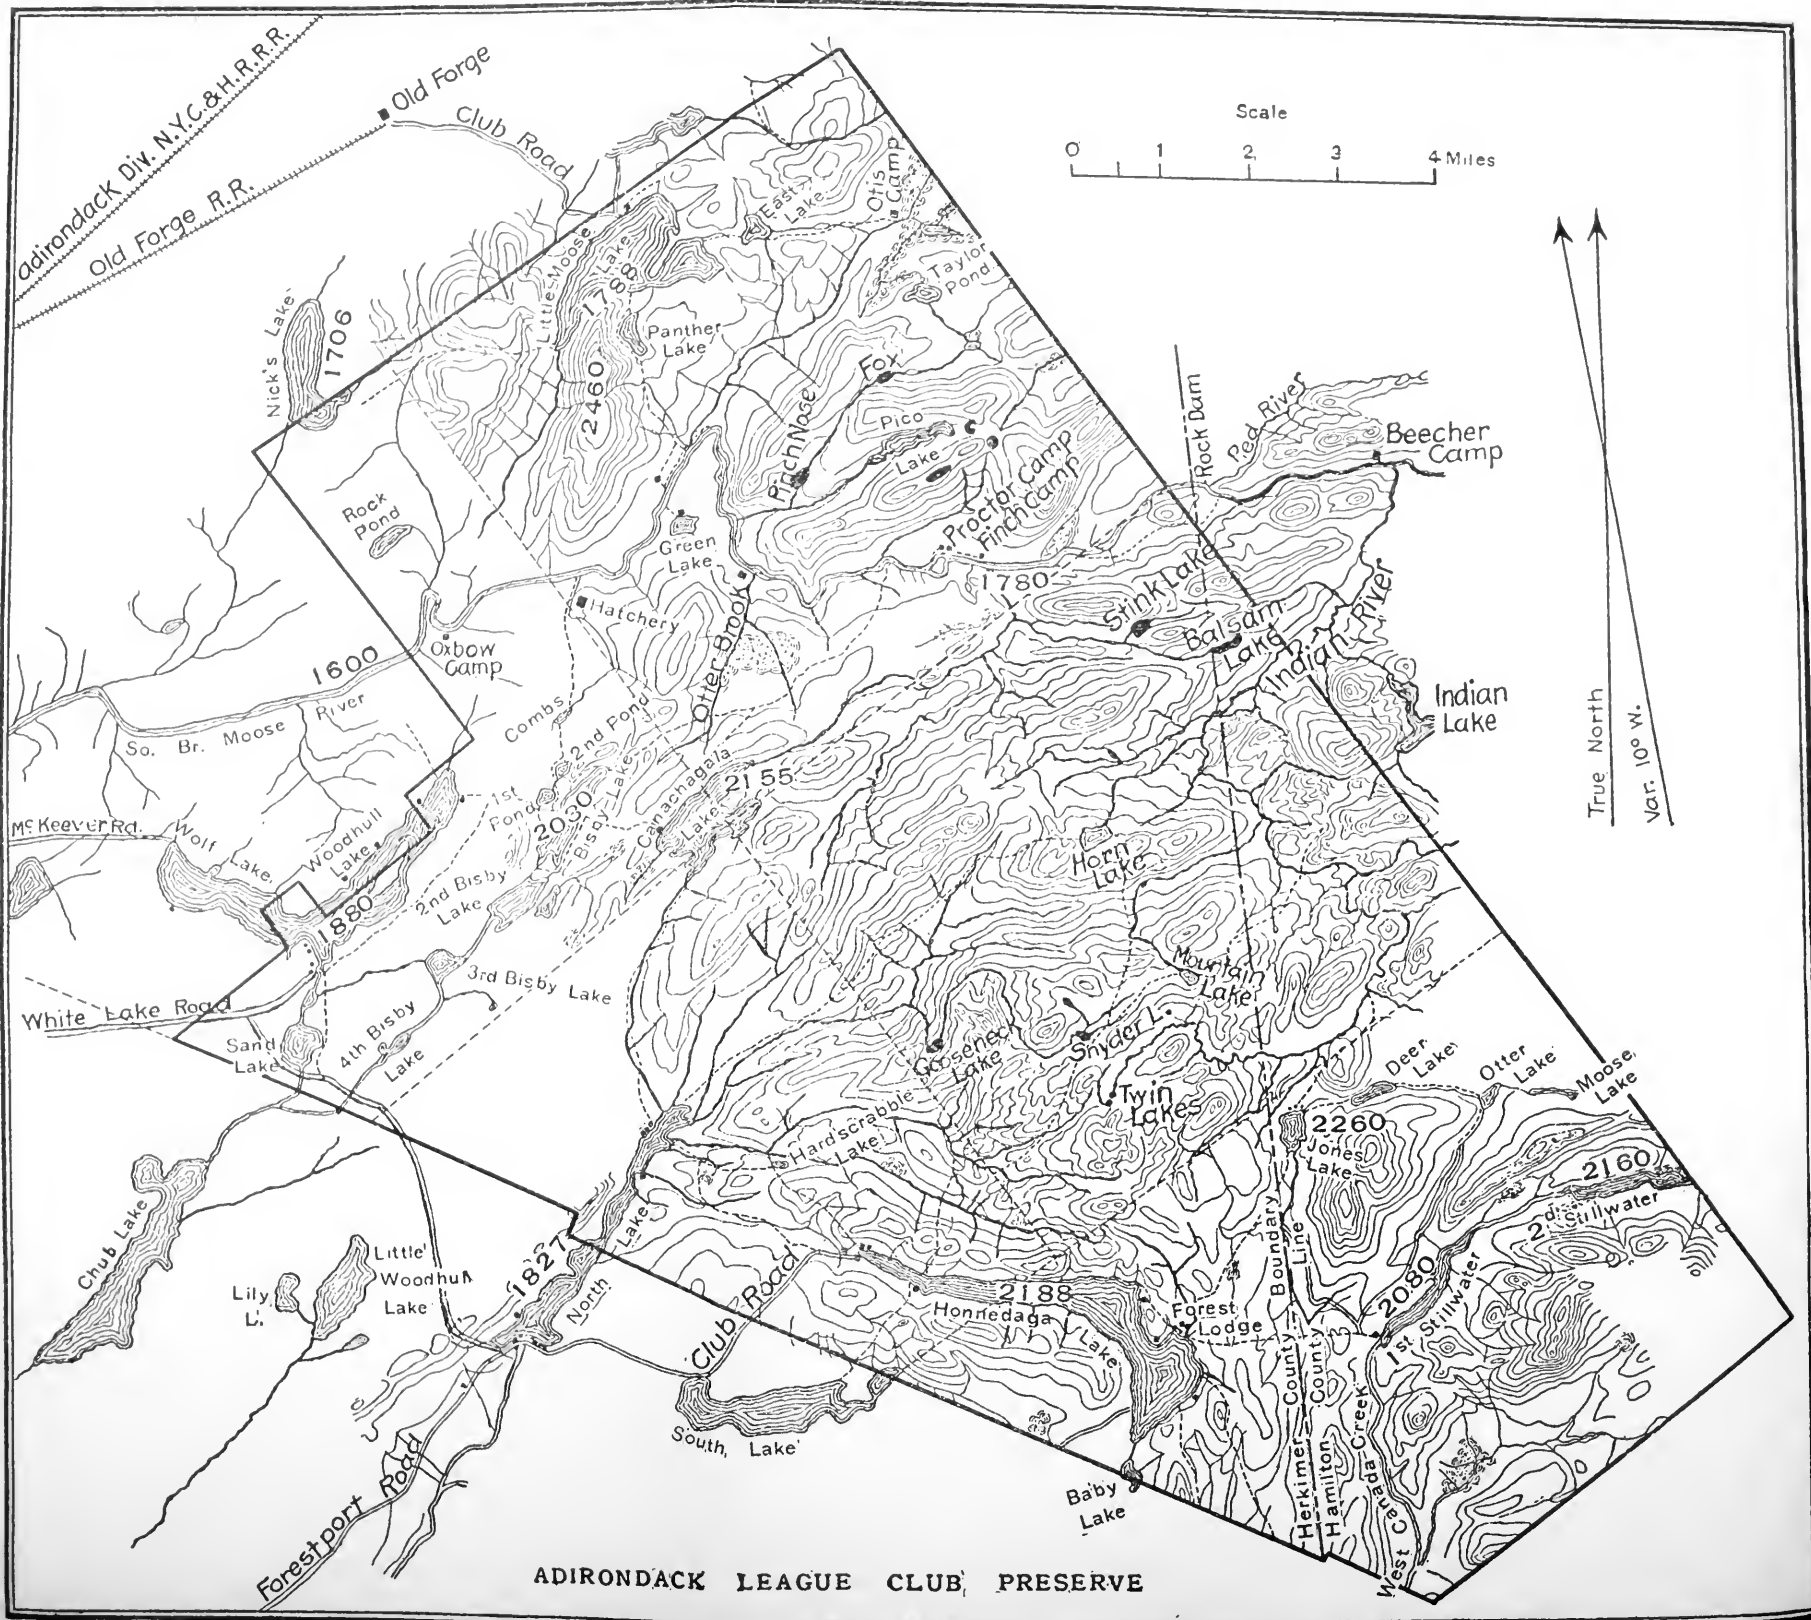 Adirondack Div. N.Y.C. & H.R.R.R.
Old Forge R.R.
Old Forge
Club Road
Scale
0 1 2 3 4 Miles
Nick's Lake
1706
Little Moose
Lake
1788
East
Lake
Otis
Camp
Taylor
Pond
Panther
Lake
2460
Fox
Pinch Nose
Pico
Lake
Proctor Camp
Finch Camp
Rock Dam
Red River
Beecher
Camp
True North
Var. 10° W.
Rock
Pond
Green
Lake
Hatchery
Otter Brook
1780
Stink Lake
Balsam
Lake
Indian River
Indian
Lake
Oxbow
Camp
1600
So. Br. Moose River
Combs
2nd Pond
1st
Pond
2030
Bisby Lake
Canachagala
Lake
2155
McKeever Rd.
Wolf Lake
Woodhull
Lake
1880
2nd Bisby
Lake
3rd Bisby Lake
4th Bisby
Lake
White Lake Road
Sand
Lake
Horn
Lake
Mountain
Lake
Gooseneck
Lake
Snyder L.
Twin
Lakes
Hardscrabble
Lake
Deer
Lake
Otter
Lake
Moose
Lake
2260
Jones
Lake
2160
2d Stillwater
2080
1st Stillwater
Boundary
Line
Herkimer County
Hamilton County
West Canada Creek
Chub Lake
Lily
L.
Little
Woodhull
Lake
1827
North
Lake
Club Road
2188
Honnedaga
Lake
Forest
Lodge
South Lake
Baby
Lake
Forestport Road
ADIRONDACK LEAGUE CLUB PRESERVE